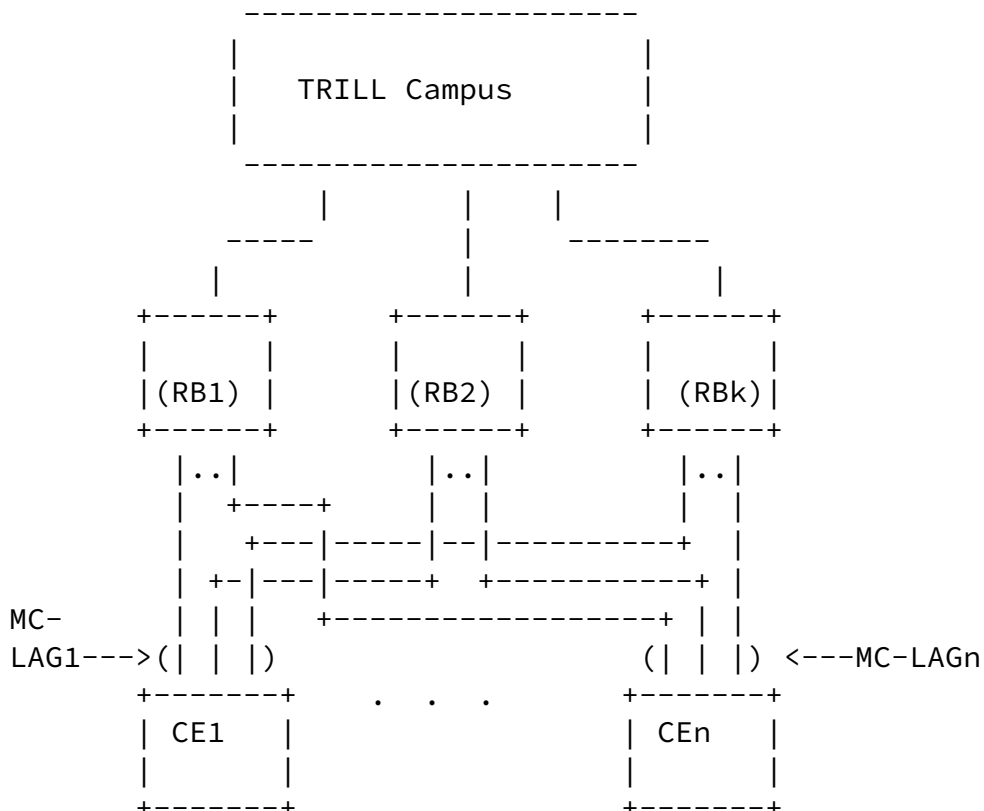 TRILL Campus
(RB1) (RB2) (RBk)
MC-
LAG1--->(| | |) (| | |) <---MC-LAGn
. . .
CE1 CEn